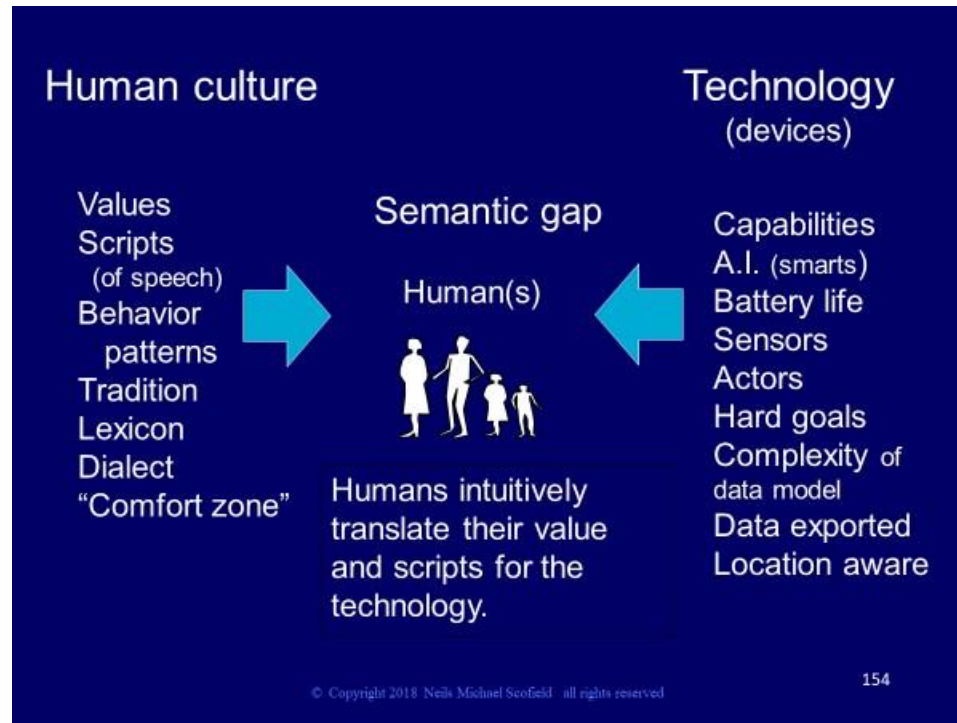 Human culture
Values
Scripts
(of speech)
Behavior
patterns
Tradition
Lexicon
Dialect
“Comfort zone”
Semantic gap
Human(s)
Humans intuitively
translate their value
and scripts for the
technology.
Technology
(devices)
Capabilities
A.I. (smarts)
Battery life
Sensors
Actors
Hard goals
Complexity of
data model
Data exported
Location aware
© Copyright 2018 Neils Michael Scofield all rights reserved
154